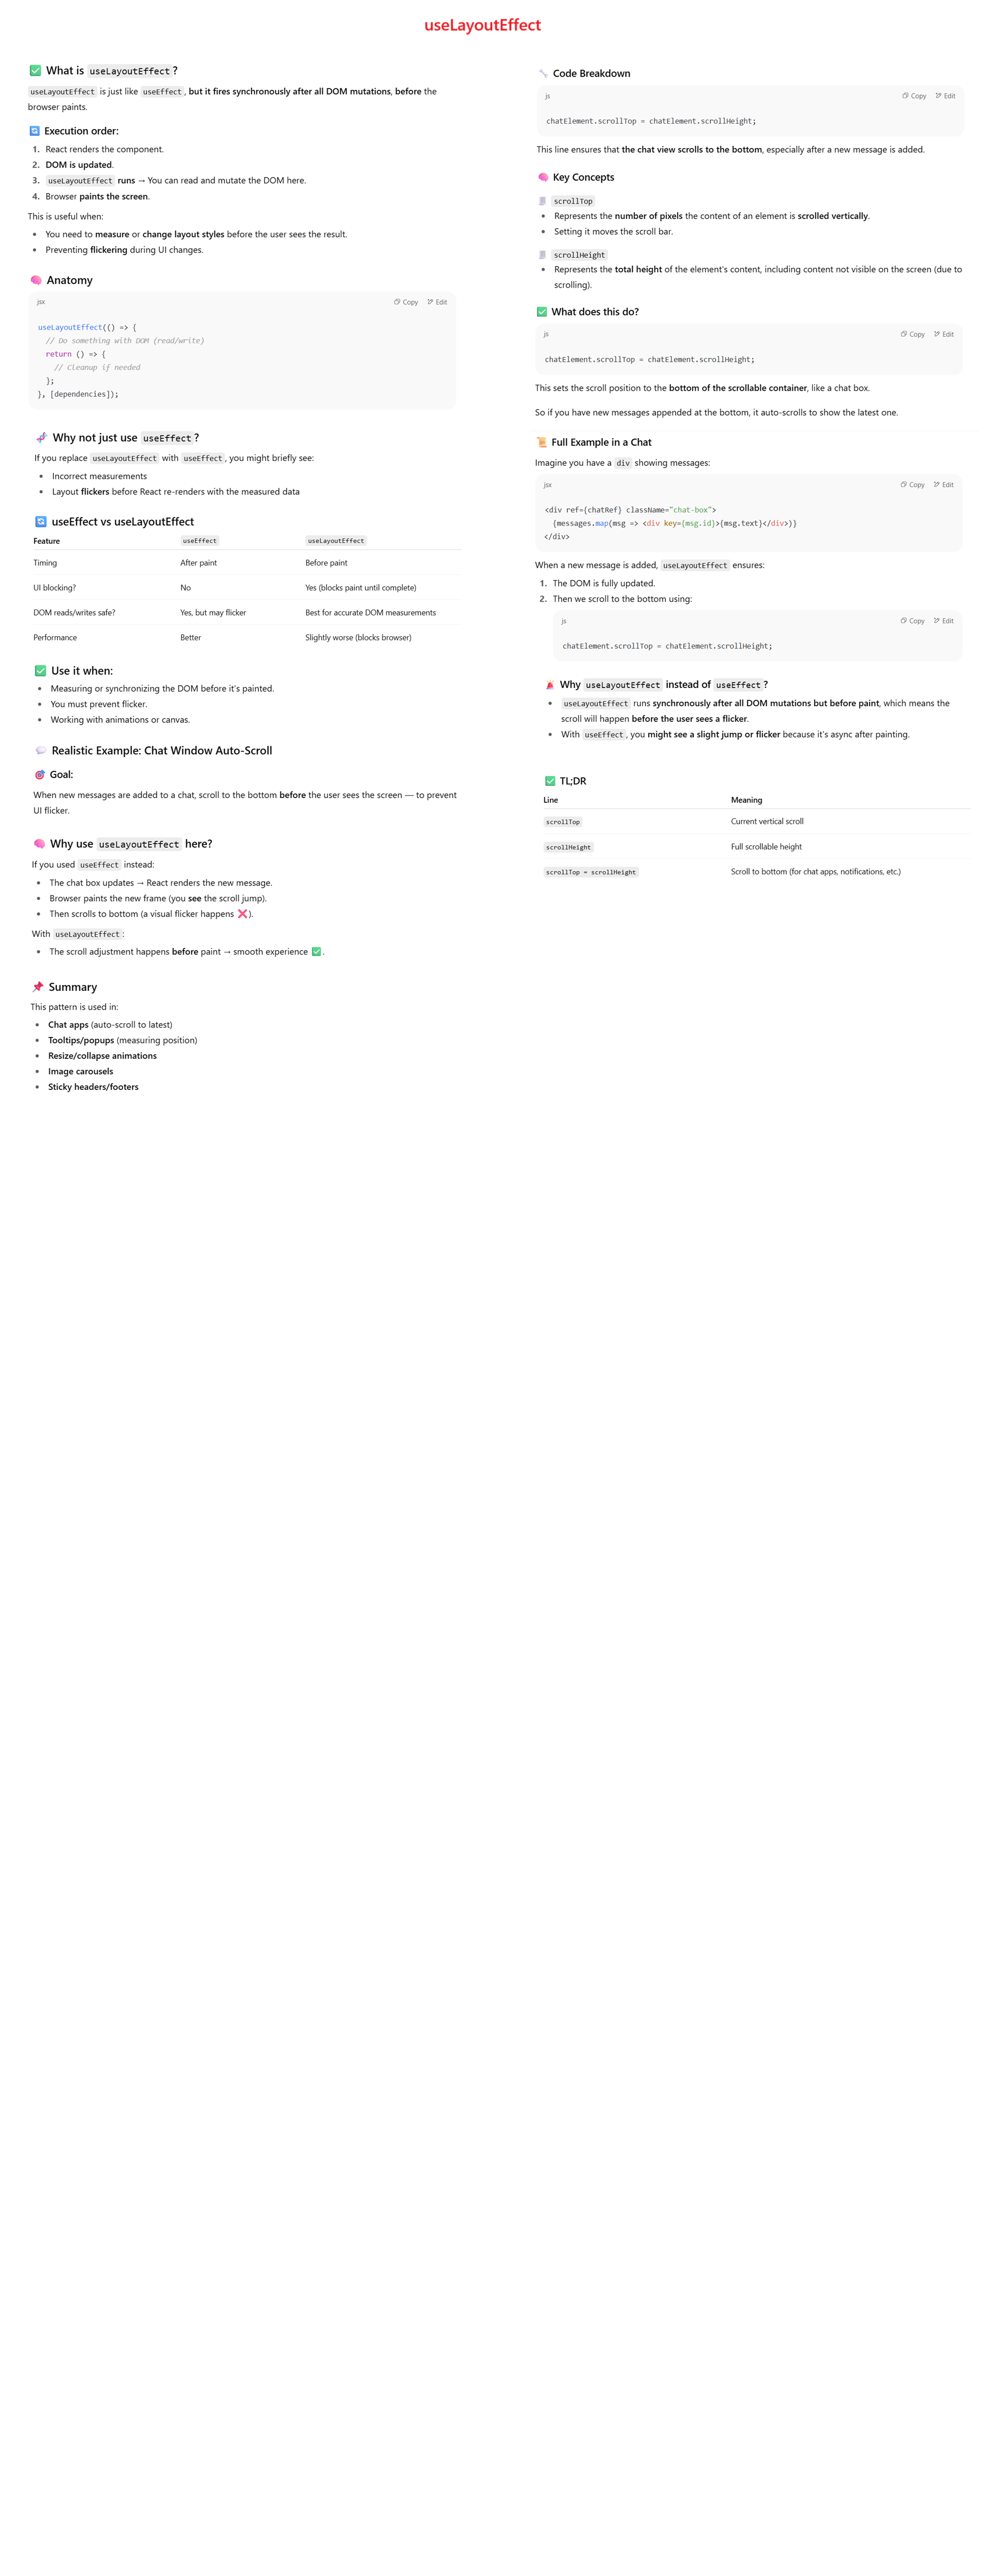 useLayoutEffect
✅ What is useLayoutEffect?
useLayoutEffect is just like useEffect, but it fires synchronously after all DOM mutations, before the
browser paints.
🔄 Execution order:
1. React renders the component.
2. DOM is updated.
3. useLayoutEffect runs → You can read and mutate the DOM here.
4. Browser paints the screen.
This is useful when:
• You need to measure or change layout styles before the user sees the result.
• Preventing flickering during UI changes.
🧠 Anatomy
jsx Copy Edit
useLayoutEffect(() => {
// Do something with DOM (read/write)
return () => {
// Cleanup if needed
};
}, [dependencies]);
🧬 Why not just use useEffect?
If you replace useLayoutEffect with useEffect, you might briefly see:
• Incorrect measurements
• Layout flickers before React re-renders with the measured data
🔄 useEffect vs useLayoutEffect
Feature useEffect useLayoutEffect
Timing After paint Before paint
UI blocking? No Yes (blocks paint until complete)
DOM reads/writes safe? Yes, but may flicker Best for accurate DOM measurements
Performance Better Slightly worse (blocks browser)
✅ Use it when:
• Measuring or synchronizing the DOM before it's painted.
• You must prevent flicker.
• Working with animations or canvas.
💬 Realistic Example: Chat Window Auto-Scroll
🎯 Goal:
When new messages are added to a chat, scroll to the bottom before the user sees the screen — to prevent
UI flicker.
🧠 Why use useLayoutEffect here?
If you used useEffect instead:
• The chat box updates → React renders the new message.
• Browser paints the new frame (you see the scroll jump).
• Then scrolls to bottom (a visual flicker happens ❌).
With useLayoutEffect:
• The scroll adjustment happens before paint → smooth experience ✅.
📌 Summary
This pattern is used in:
• Chat apps (auto-scroll to latest)
• Tooltips/popups (measuring position)
• Resize/collapse animations
• Image carousels
• Sticky headers/footers
🔧 Code Breakdown
js Copy Edit
chatElement.scrollTop = chatElement.scrollHeight;
This line ensures that the chat view scrolls to the bottom, especially after a new message is added.
🧠 Key Concepts
scrollTop
• Represents the number of pixels the content of an element is scrolled vertically.
• Setting it moves the scroll bar.
scrollHeight
• Represents the total height of the element's content, including content not visible on the screen (due to
scrolling).
✅ What does this do?
js Copy Edit
chatElement.scrollTop = chatElement.scrollHeight;
This sets the scroll position to the bottom of the scrollable container, like a chat box.
So if you have new messages appended at the bottom, it auto-scrolls to show the latest one.
📜 Full Example in a Chat
Imagine you have a div showing messages:
jsx Copy Edit
<div ref={chatRef} className="chat-box">
{messages.map(msg => <div key={msg.id}>{msg.text}</div>)}
</div>
When a new message is added, useLayoutEffect ensures:
1. The DOM is fully updated.
2. Then we scroll to the bottom using:
js Copy Edit
chatElement.scrollTop = chatElement.scrollHeight;
🚨 Why useLayoutEffect instead of useEffect?
• useLayoutEffect runs synchronously after all DOM mutations but before paint, which means the
scroll will happen before the user sees a flicker.
• With useEffect, you might see a slight jump or flicker because it's async after painting.
✅ TL;DR
Line Meaning
scrollTop Current vertical scroll
scrollHeight Full scrollable height
scrollTop = scrollHeight Scroll to bottom (for chat apps, notifications, etc.)